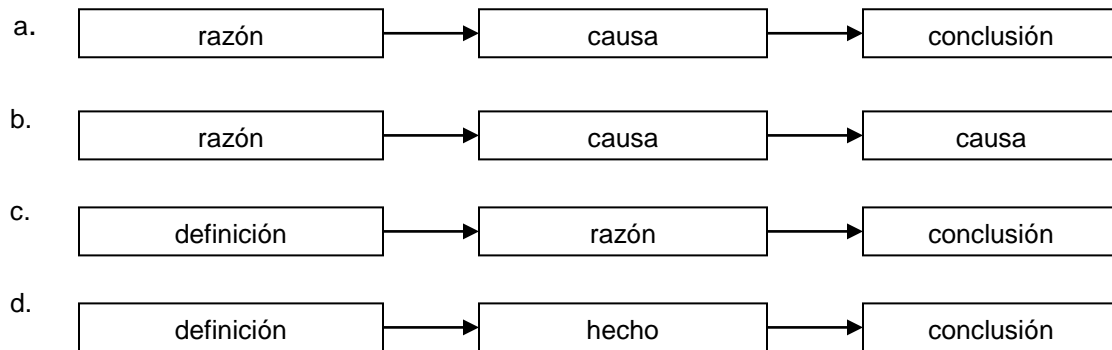 a. razón causa conclusión
b. razón causa causa
c. definición razón conclusión
d. definición hecho conclusión